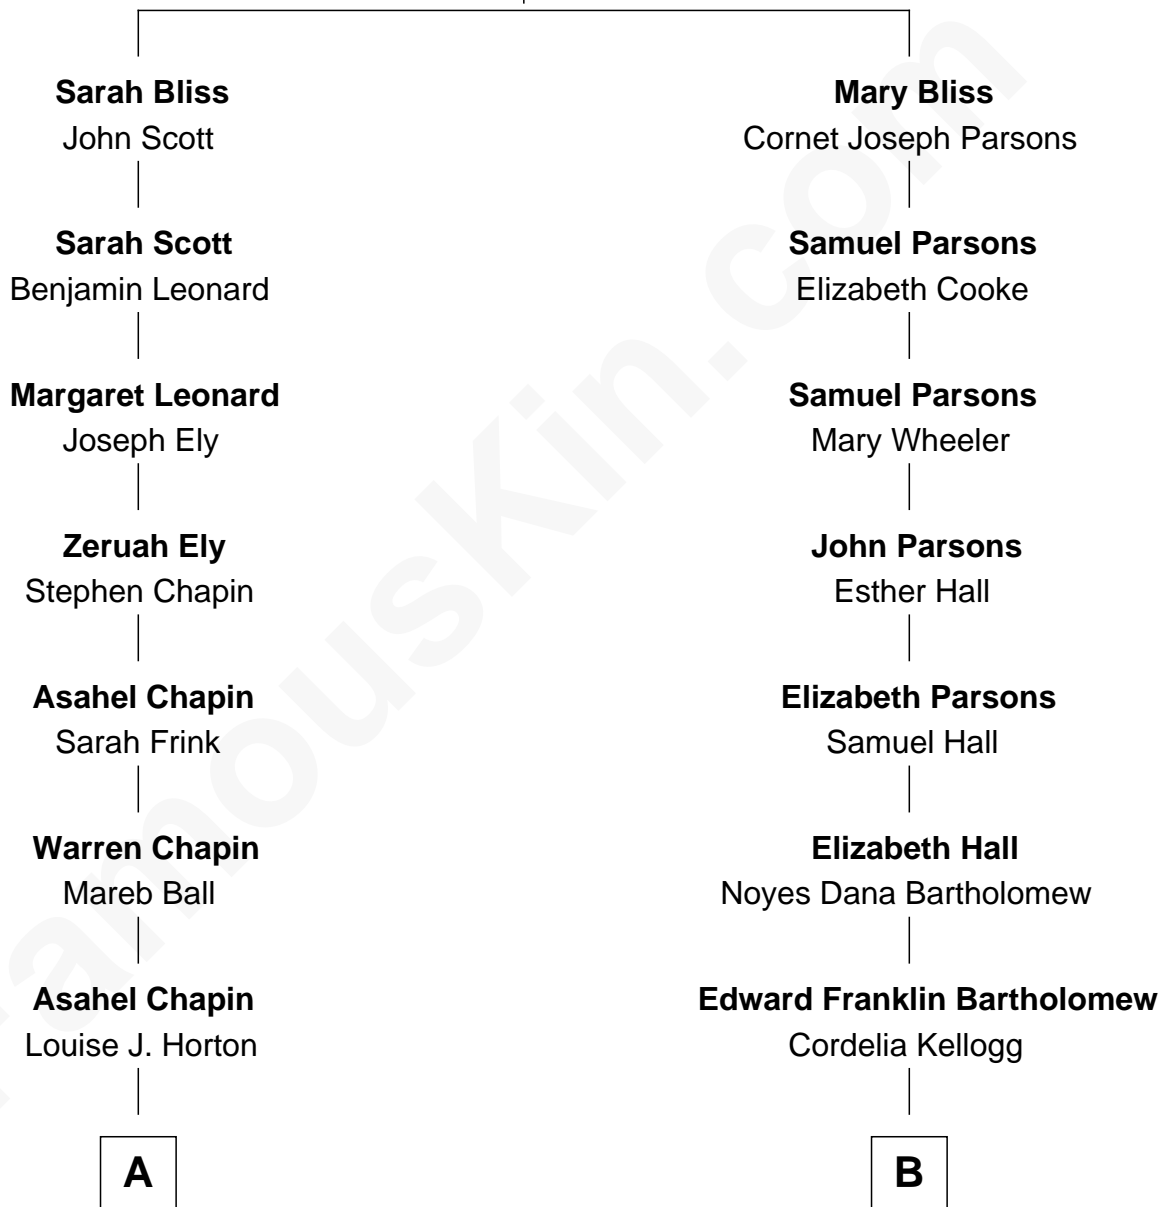 Sarah Bliss
John Scott
Mary Bliss
Cornet Joseph Parsons
Sarah Scott
Benjamin Leonard
Samuel Parsons
Elizabeth Cooke
Margaret Leonard
Joseph Ely
Samuel Parsons
Mary Wheeler
Zeruah Ely
Stephen Chapin
John Parsons
Esther Hall
Asahel Chapin
Sarah Frink
Elizabeth Parsons
Samuel Hall
Warren Chapin
Mareb Ball
Elizabeth Hall
Noyes Dana Bartholomew
Asahel Chapin
Louise J. Horton
Edward Franklin Bartholomew
Cordelia Kellogg
A
B
FamousKin.com